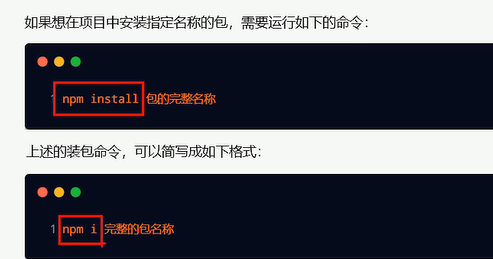 如果想在项目中安装指定名称的包，需要运行如下的命令：
1 npm install 包的完整名称
上述的装包命令，可以简写成如下格式：
1 npm i 完整的包名称